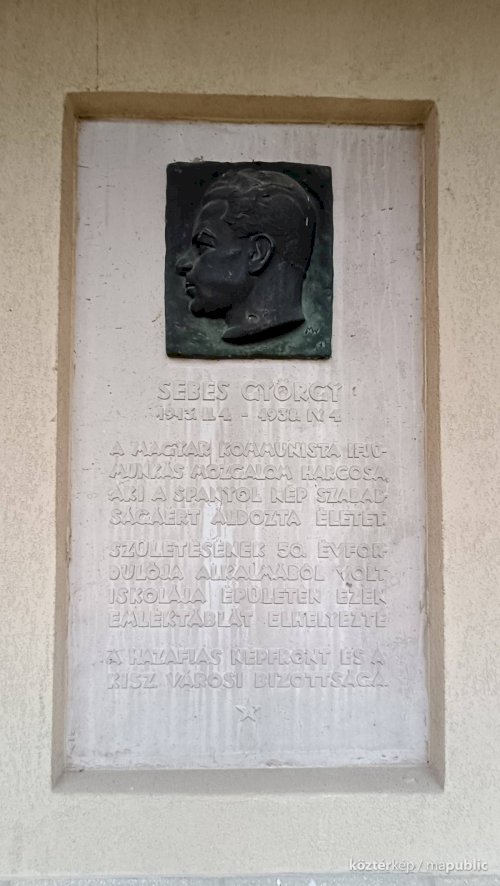 MW
SEBES GYÖRGY
1913. II. 4. - 1938. IV. 4.
A MAGYAR KOMMUNISTA IFJÚ-
MUNKÁS MOZGALOM HARCOSA,
AKI A SPANYOL NÉP SZABAD-
SÁGÁÉRT ÁLDOZTA ÉLETÉT.
SZÜLETÉSÉNEK 50. ÉVFOR-
DULÓJA ALKALMÁBÓL VOLT
ISKOLÁJA ÉPÜLETÉN EZEN
EMLÉKTÁBLÁT ELHELYEZTE
A HAZAFIAS NÉPFRONT ÉS A
KISZ VÁROSI BIZOTTSÁGA.
köztérkép / mapublic